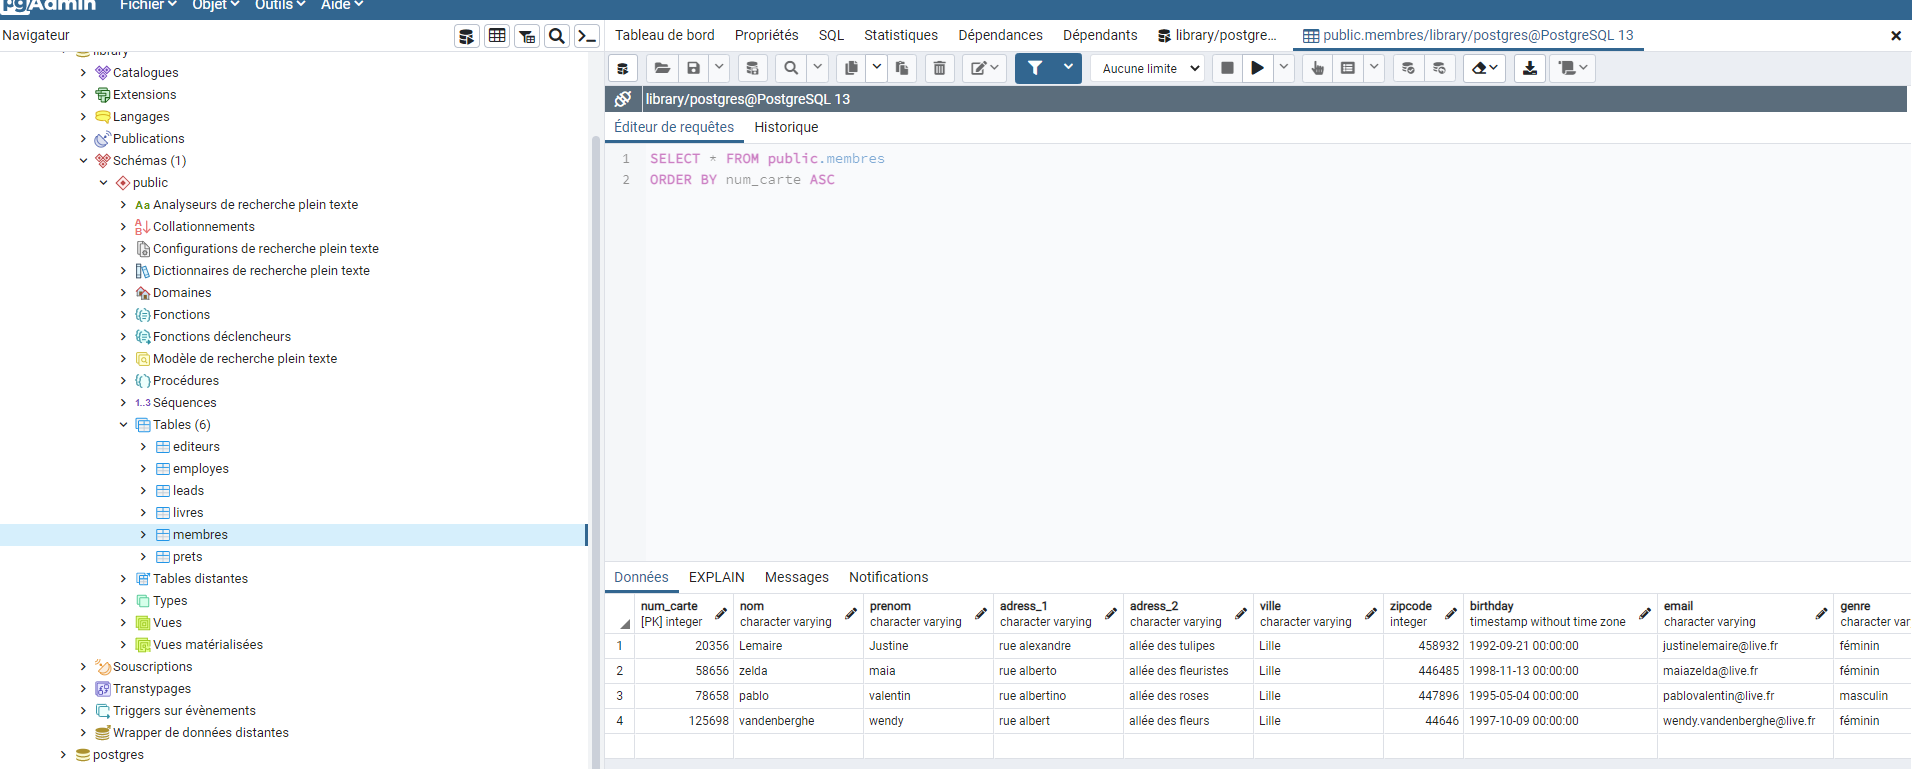 pgAdmin Fichier Objet Outils Aide
Navigateur
library
Catalogues
Extensions
Langages
Publications
Schémas (1)
public
Aa Analyseurs de recherche plein texte
Collationnements
Configurations de recherche plein texte
Dictionnaires de recherche plein texte
Domaines
Fonctions
Fonctions déclencheurs
Modèle de recherche plein texte
Procédures
1..3 Séquences
Tables (6)
editeurs
employes
leads
livres
membres
prets
Tables distantes
Types
Vues
Vues matérialisées
Souscriptions
Transtypages
Triggers sur évènements
Wrapper de données distantes
postgres
Tableau de bord Propriétés SQL Statistiques Dépendances Dépendants library/postgre... public.membres/library/postgres@PostgreSQL 13
Aucune limite
library/postgres@PostgreSQL 13
Éditeur de requêtes Historique
1 SELECT * FROM public.membres
2 ORDER BY num_carte ASC
Données EXPLAIN Messages Notifications
num_carte nom prenom adress_1 adress_2 ville zipcode birthday email genre
[PK] integer character varying character varying character varying character varying character varying integer timestamp without time zone character varying character var
1 20356 Lemaire Justine rue alexandre allée des tulipes Lille 458932 1992-09-21 00:00:00 justinelemaire@live.fr féminin
2 58656 zelda maia rue alberto allée des fleuristes Lille 446485 1998-11-13 00:00:00 maiazelda@live.fr féminin
3 78658 pablo valentin rue albertino allée des roses Lille 447896 1995-05-04 00:00:00 pablovalentin@live.fr masculin
4 125698 vandenberghe wendy rue albert allée des fleurs Lille 44646 1997-10-09 00:00:00 wendy.vandenberghe@live.fr féminin